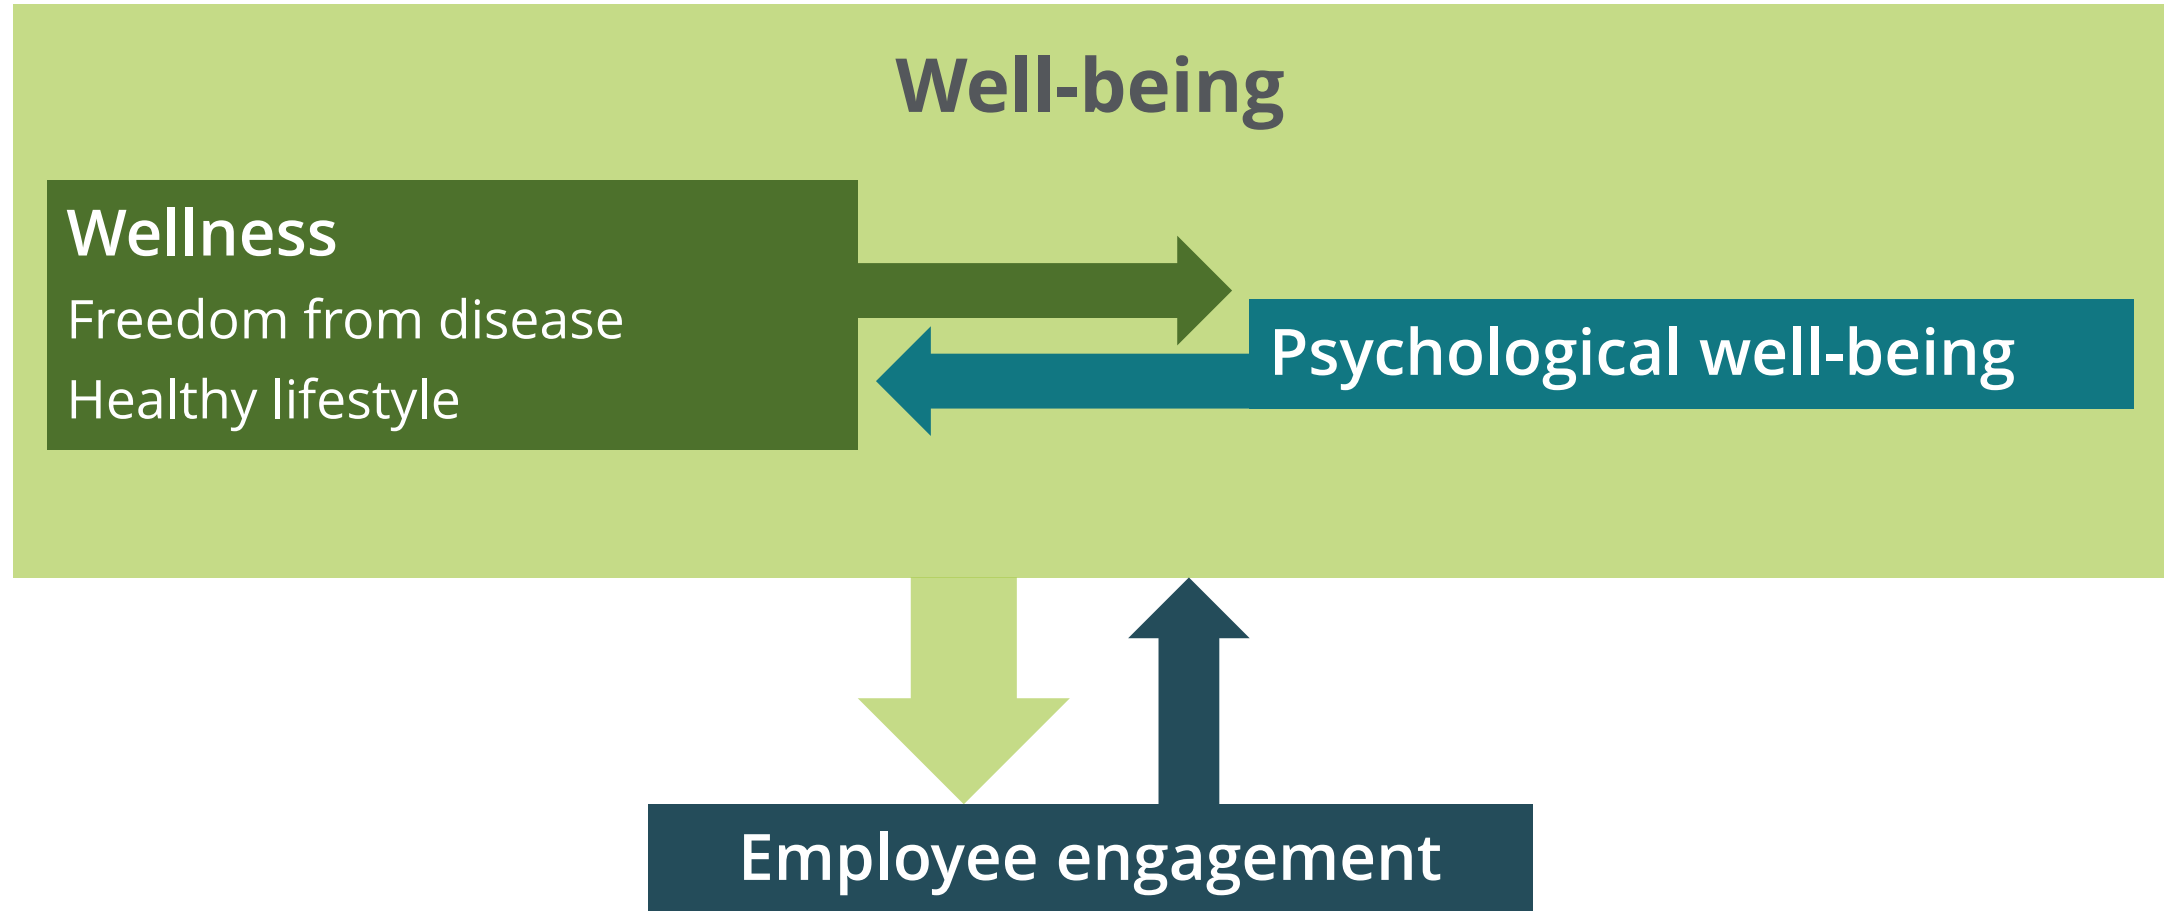 Well-being
Wellness
Freedom from disease
Healthy lifestyle
Psychological well-being
Employee engagement